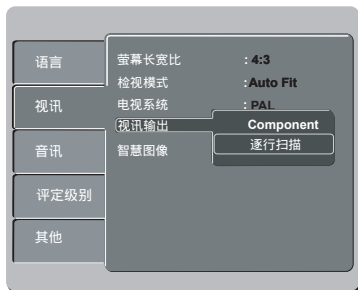 语言
视讯
音讯
评定级别
其他
萤幕长宽比 : 4:3
检视模式 : Auto Fit
电视系统 : PAL
视讯输出 Component
逐行扫描
智慧图像